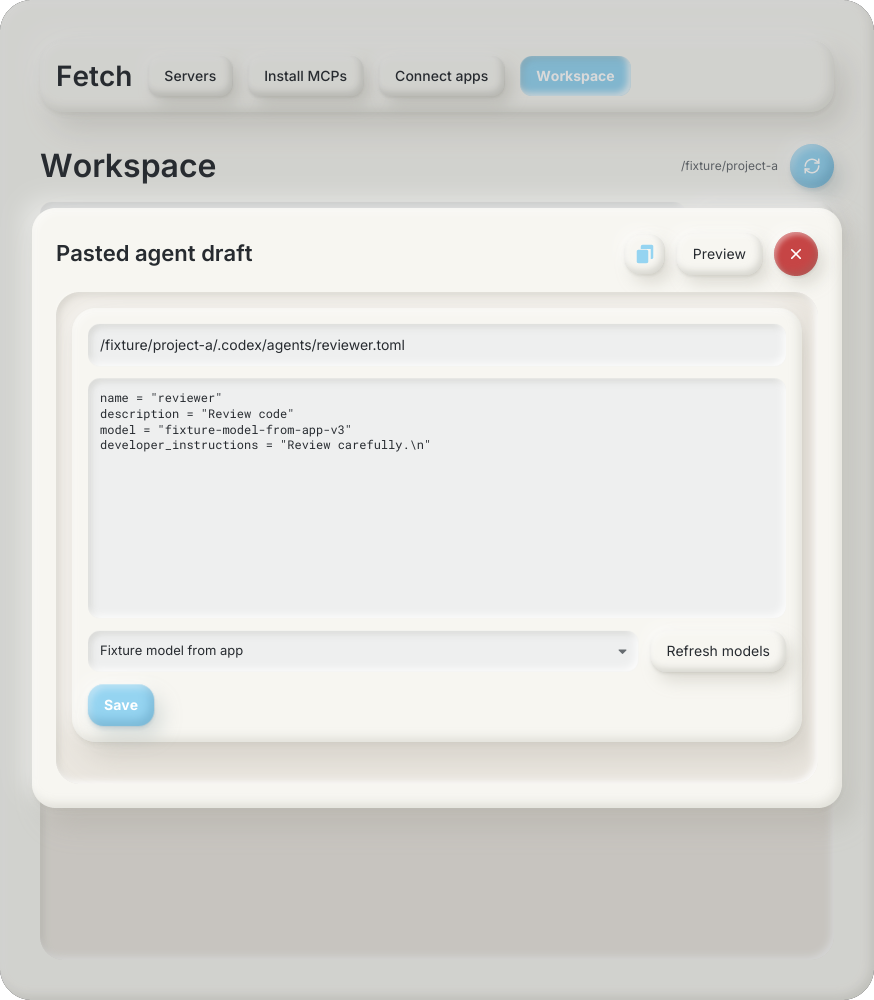 Fetch
Servers
Install MCPs
Connect apps
Workspace
Workspace
/fixture/project-a
Pasted agent draft
Preview
/fixture/project-a/.codex/agents/reviewer.toml
name = "reviewer"
description = "Review code"
model = "fixture-model-from-app-v3"
developer_instructions = "Review carefully.\n"
Fixture model from app
Refresh models
Save